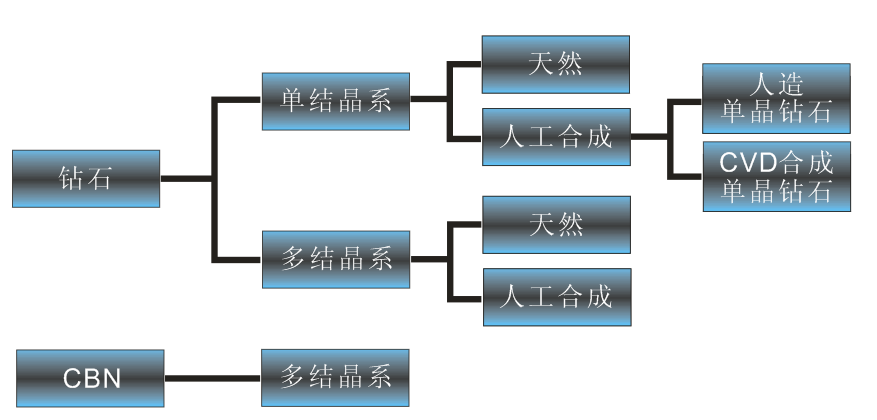 钻石
单结晶系
天然
人工合成
人造
单晶钻石
CVD合成
单晶钻石
多结晶系
天然
人工合成
CBN
多结晶系